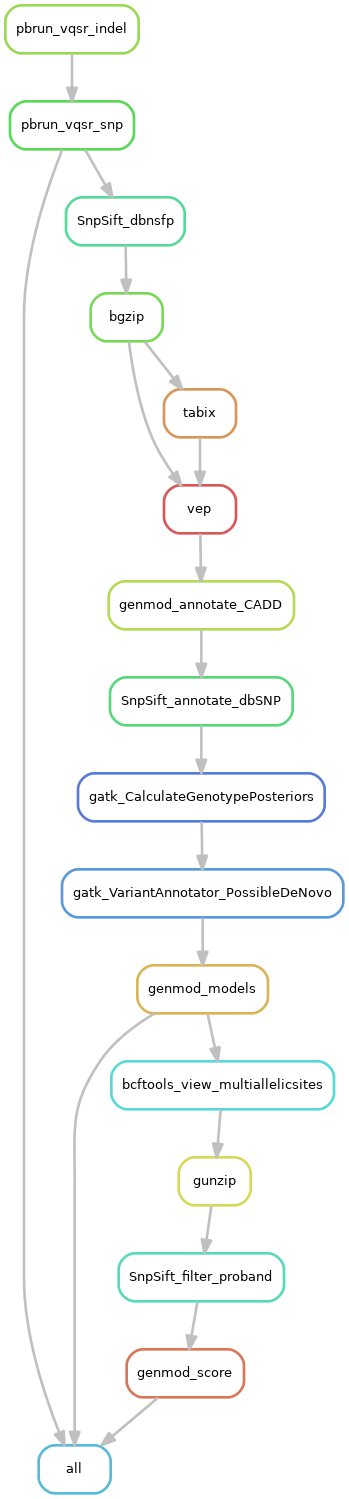 pbrun_vqsr_indel
pbrun_vqsr_snp
SnpSift_dbnsfp
bgzip
tabix
vep
genmod_annotate_CADD
SnpSift_annotate_dbSNP
gatk_CalculateGenotypePosteriors
gatk_VariantAnnotator_PossibleDeNovo
genmod_models
bcftools_view_multiallelicsites
gunzip
SnpSift_filter_proband
genmod_score
all